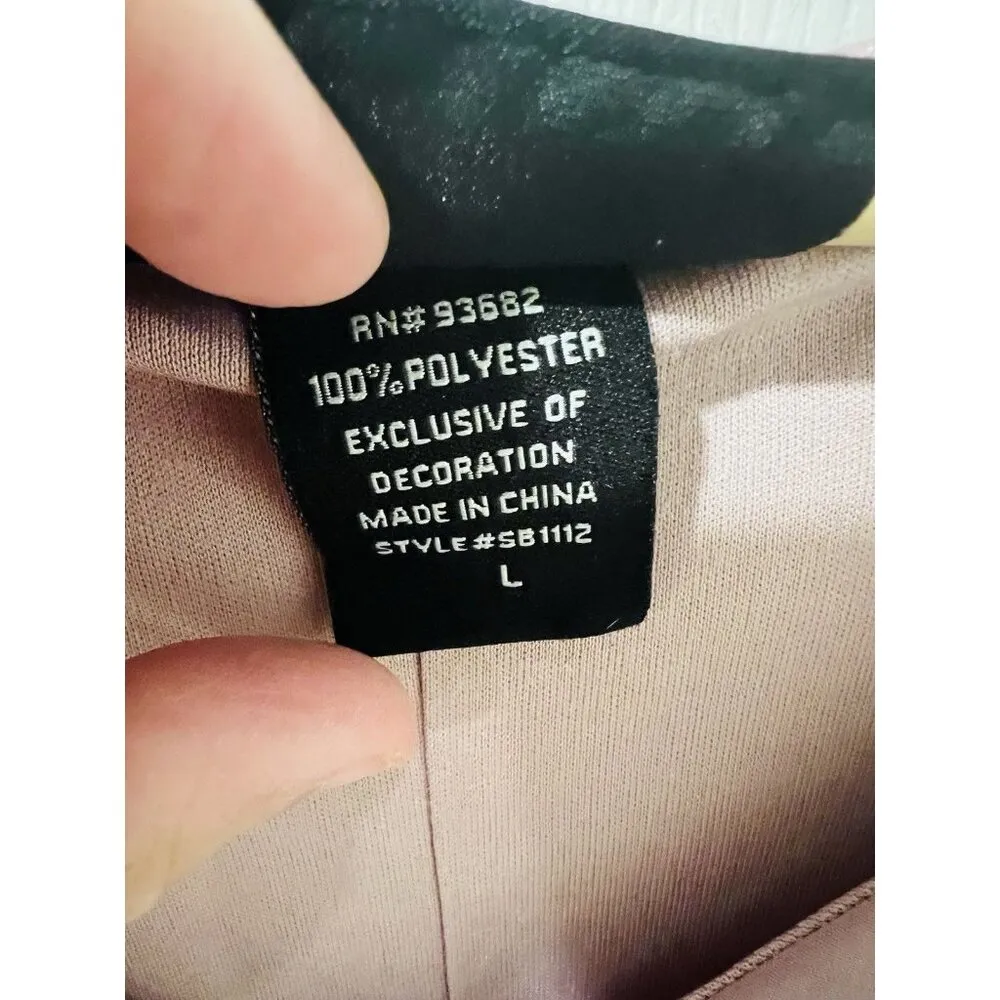 RN# 93682
100% POLYESTER
EXCLUSIVE OF
DECORATION
MADE IN CHINA
STYLE#SB1112
L